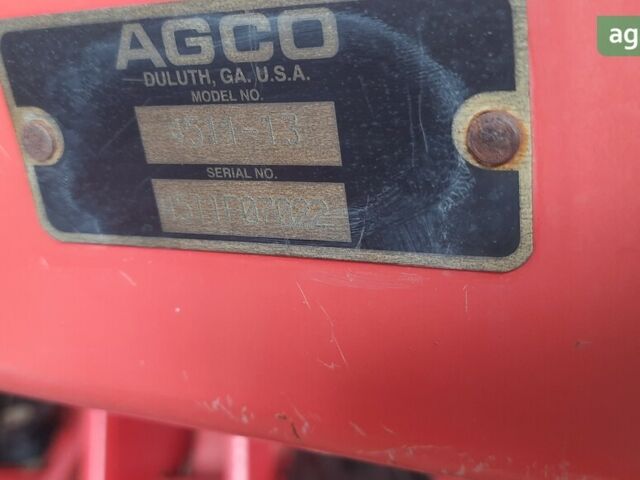 AGCO
DULUTH, GA. U.S.A.
MODEL NO.
4511-13
SERIAL NO.
ag